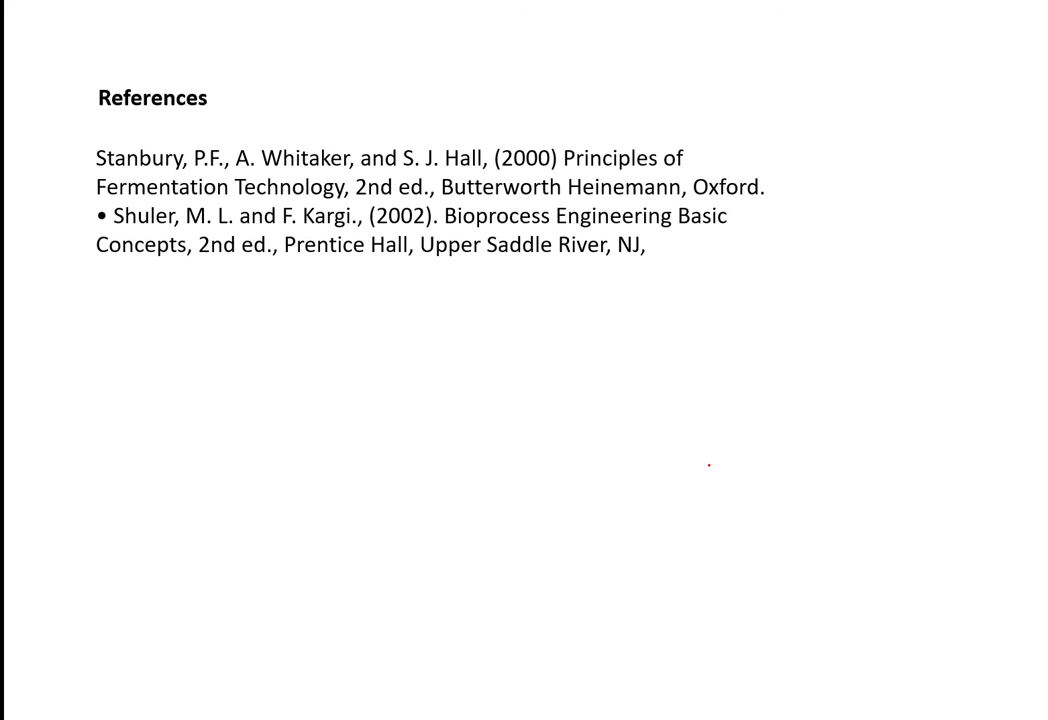 References
Stanbury, P.F., A. Whitaker, and S. J. Hall, (2000) Principles of
Fermentation Technology, 2nd ed., Butterworth Heinemann, Oxford.
• Shuler, M. L. and F. Kargi., (2002). Bioprocess Engineering Basic
Concepts, 2nd ed., Prentice Hall, Upper Saddle River, NJ,